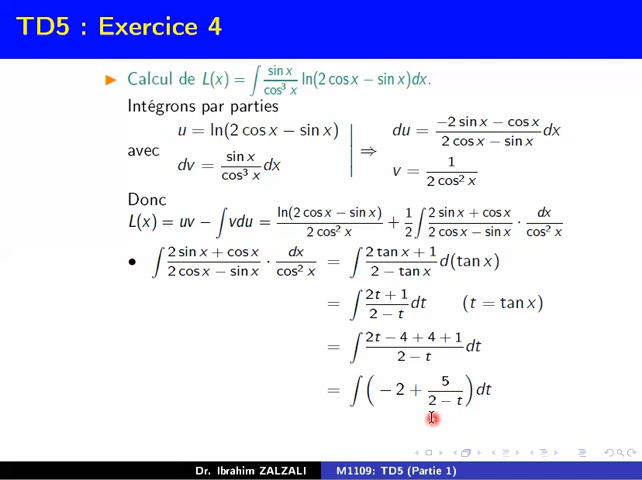 TD5 : Exercice 4
▶ Calcul de L(x) = ∫ sin x / cos³ x ln(2 cos x − sin x)dx.
Intégrons par parties
avec u = ln(2 cos x − sin x) ⇒ du = (−2 sin x − cos x) / (2 cos x − sin x) dx
dv = sin x / cos³ x dx v = 1 / (2 cos² x)
Donc
L(x) = uv − ∫ vdu = ln(2 cos x − sin x) / (2 cos² x) + 1/2 ∫ (2 sin x + cos x) / (2 cos x − sin x) · dx / cos² x
• ∫ (2 sin x + cos x) / (2 cos x − sin x) · dx / cos² x = ∫ (2 tan x + 1) / (2 − tan x) d(tan x)
= ∫ (2t + 1) / (2 − t) dt (t = tan x)
= ∫ (2t − 4 + 4 + 1) / (2 − t) dt
= ∫ ( − 2 + 5 / (2 − t) ) dt
Dr. Ibrahim ZALZALI M1109: TD5 (Partie 1)